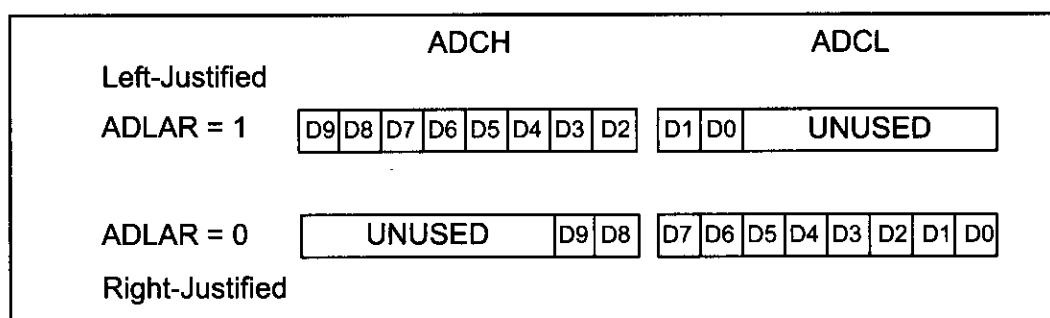 ADCH ADCL
Left-Justified
ADLAR = 1 D9 D8 D7 D6 D5 D4 D3 D2 D1 D0 UNUSED
ADLAR = 0 UNUSED D9 D8 D7 D6 D5 D4 D3 D2 D1 D0
Right-Justified